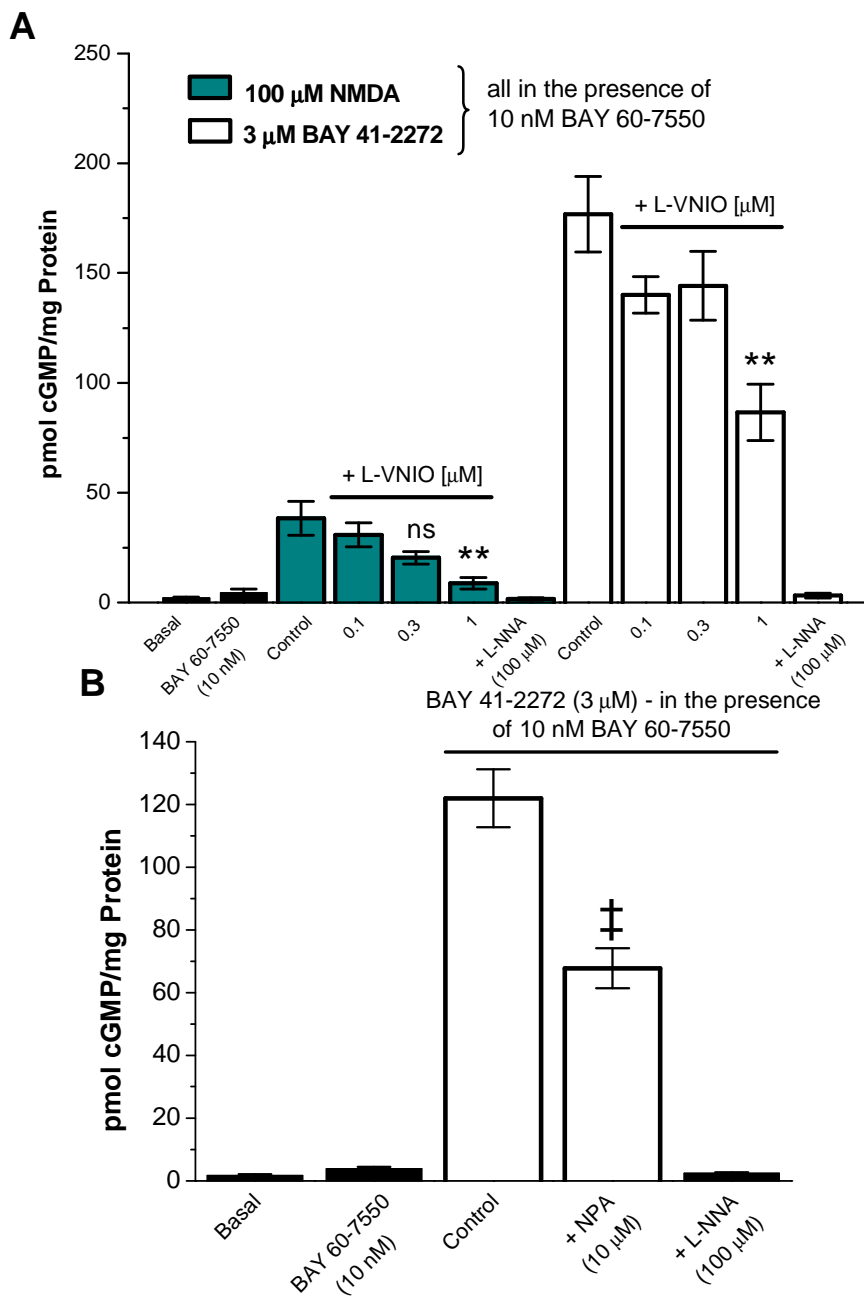 A
250
200
150
100
50
0
pmol cGMP/mg Protein
100 μM NMDA
3 μM BAY 41-2272
all in the presence of
10 nM BAY 60-7550
+ L-VNIO [μM]
**
+ L-VNIO [μM]
ns
**
Basal
BAY 60-7550
(10 nM)
Control
0.1
0.3
1
+ L-NNA
(100 μM)
Control
0.1
0.3
1
+ L-NNA
(100 μM)
B
BAY 41-2272 (3 μM) - in the presence
of 10 nM BAY 60-7550
140
120
100
80
60
40
20
0
pmol cGMP/mg Protein
‡
Basal
BAY 60-7550
(10 nM)
Control
+ NPA
(10 μM)
+ L-NNA
(100 μM)